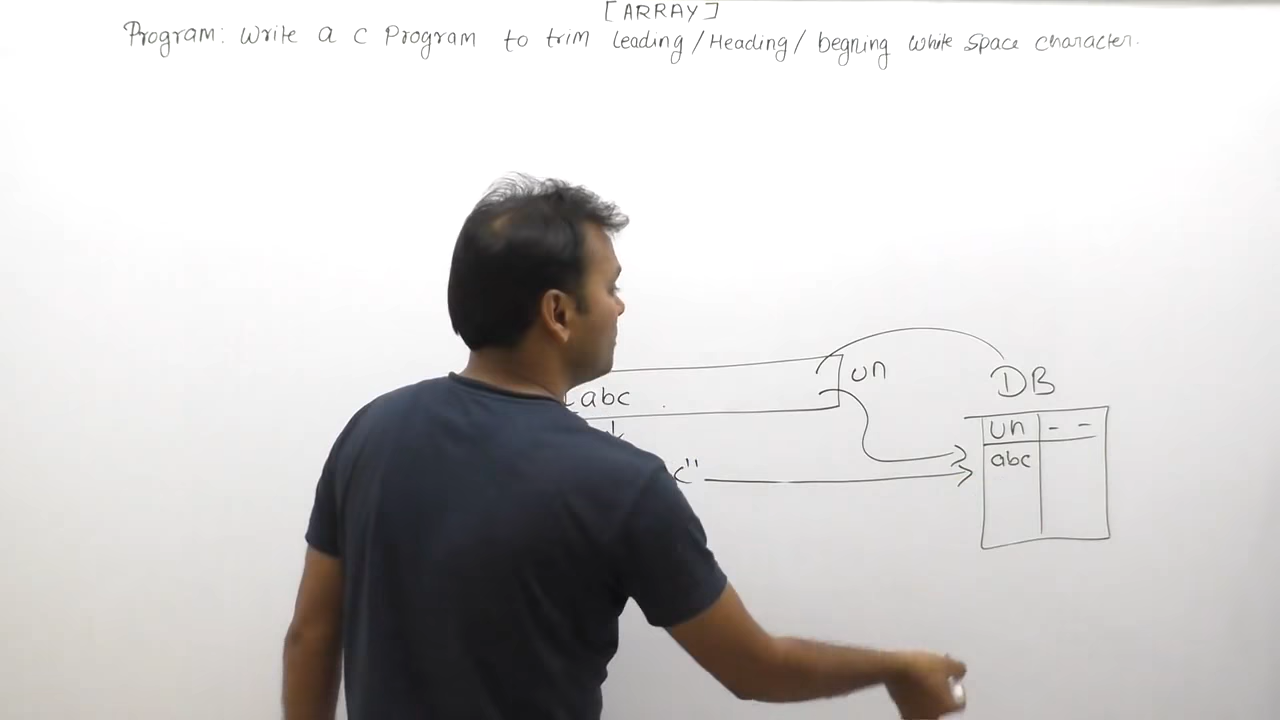 [ARRAY]
Program: Write a C Program to trim leading/Heading/begning white space character.
un
abc
DB
un - -
abc
c"